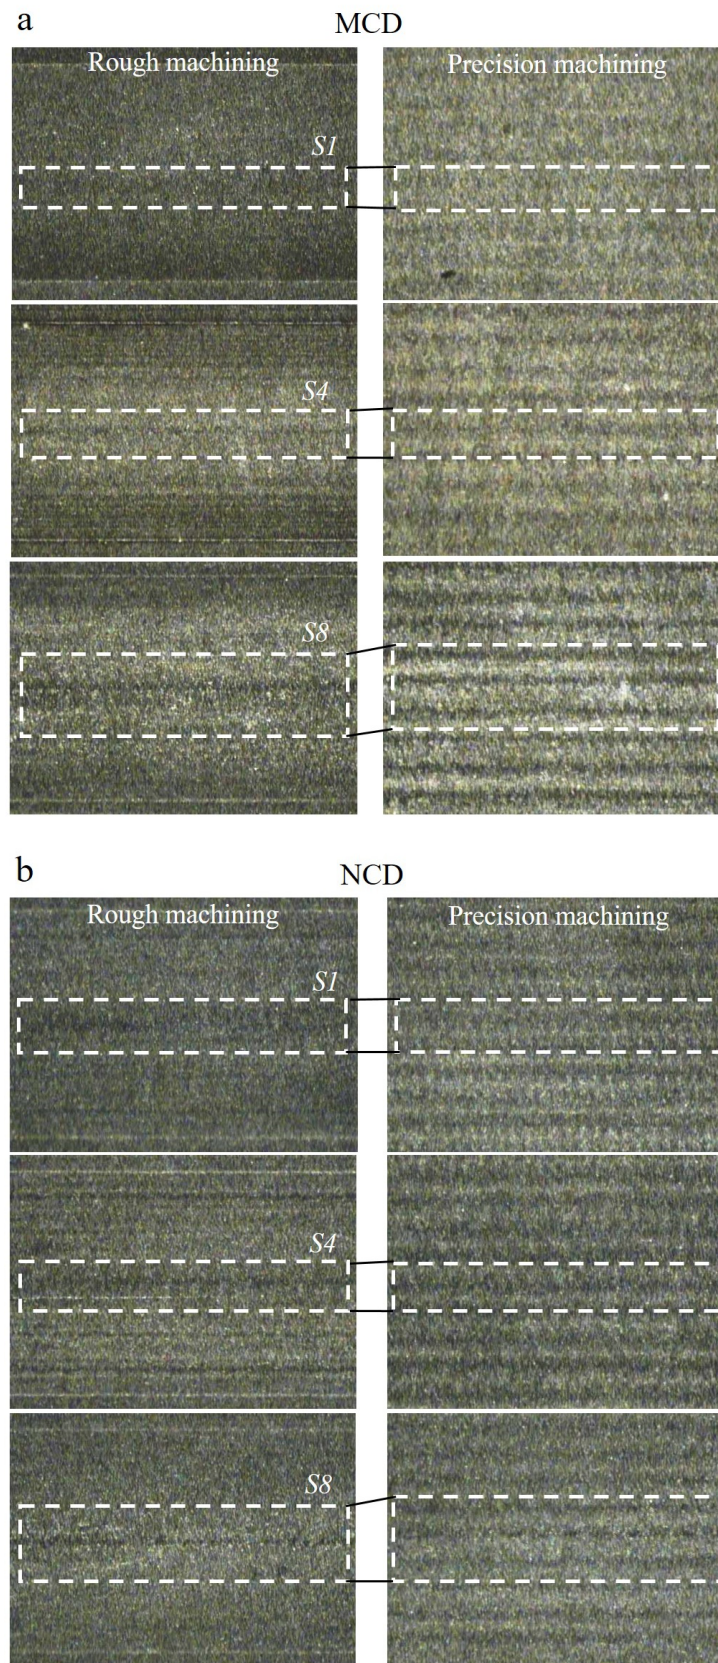 a
MCD
Rough machining
Precision machining
S1
S4
S8
b
NCD
Rough machining
Precision machining
S1
S4
S8